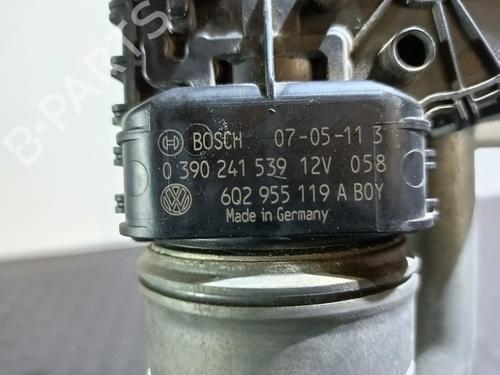 BOSCH 07-05-11 3
0 390 241 539 12V 058
6Q2 955 119 A BOY
Made in Germany
B-PARTS